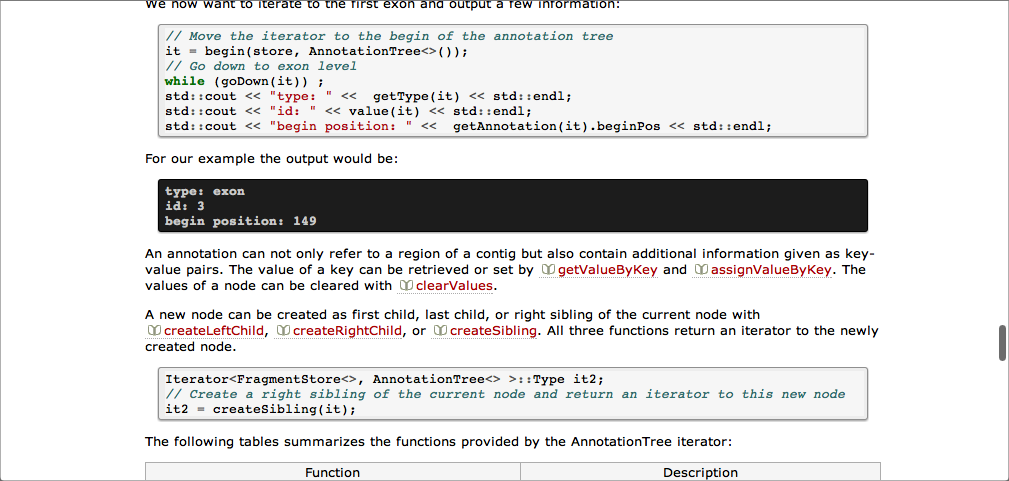 We now want to iterate to the first exon and output a few information:
// Move the iterator to the begin of the annotation tree
it = begin(store, AnnotationTree<>());
// Go down to exon level
while (goDown(it)) ;
std::cout << "type: " <<  getType(it) << std::endl;
std::cout << "id: " << value(it) << std::endl;
std::cout << "begin position: " <<  getAnnotation(it).beginPos << std::endl;
For our example the output would be:
type: exon
id: 3
begin position: 149
An annotation can not only refer to a region of a contig but also contain additional information given as key-
value pairs. The value of a key can be retrieved or set by getValueByKey and assignValueByKey. The
values of a node can be cleared with clearValues.
A new node can be created as first child, last child, or right sibling of the current node with
createLeftChild, createRightChild, or createSibling. All three functions return an iterator to the newly
created node.
Iterator<FragmentStore<>, AnnotationTree<> >::Type it2;
// Create a right sibling of the current node and return an iterator to this new node
it2 = createSibling(it);
The following tables summarizes the functions provided by the AnnotationTree iterator:
Function Description